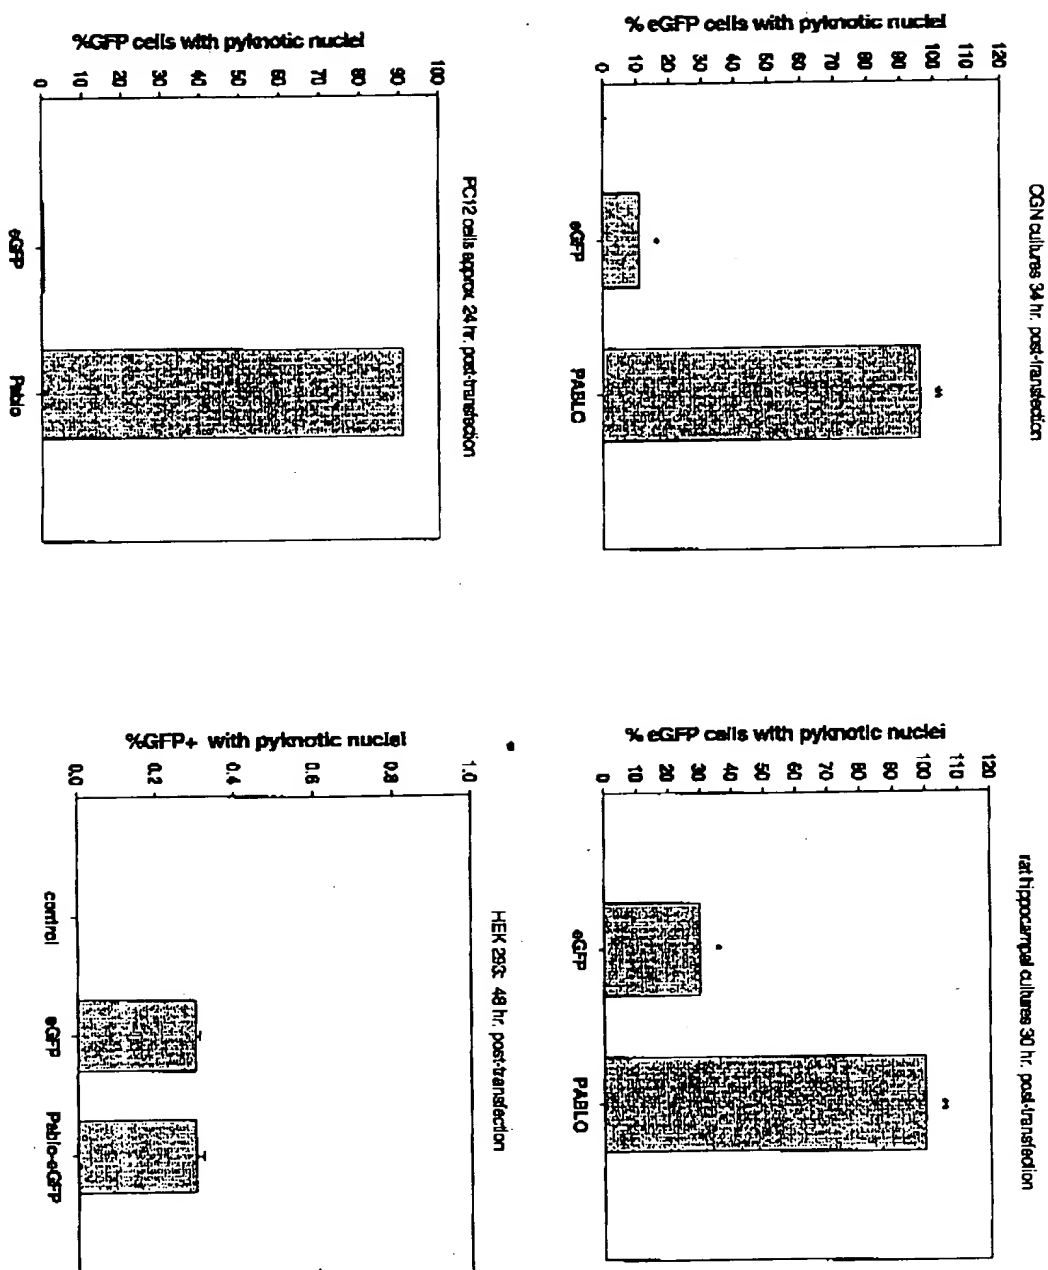 CGN cultures 34 hr. post-transfection
% eGFP cells with pyknotic nuclei
120
110
100
90
80
70
60
50
40
30
20
10
0
*
**
eGFP
PABLO
rat hippocampal cultures 30 hr. post-transfection
% eGFP cells with pyknotic nuclei
120
110
100
90
80
70
60
50
40
30
20
10
0
*
**
eGFP
PABLO
PC12 cells approx. 24 hr. post-transfection
%GFP cells with pyknotic nuclei
100
90
80
70
60
50
40
30
20
10
0
eGFP
Pablo
HEK 293: 48 hr. post-transfection
%GFP+ with pyknotic nuclei
1.0
0.8
0.6
0.4
0.2
0.0
control
eGFP
Pablo-eGFP